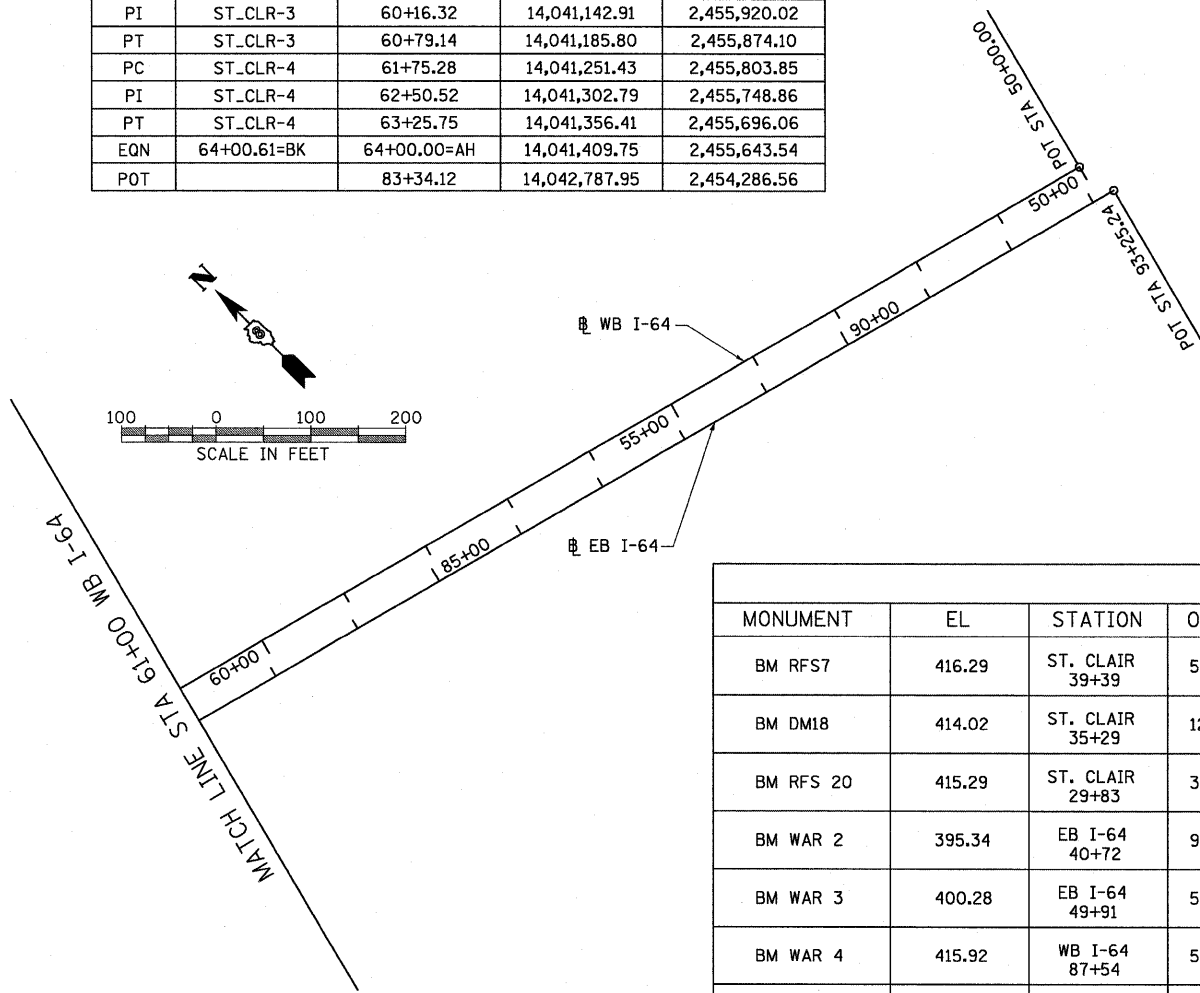 PI ST_CLR-3 60+16.32 14,041,142.91 2,455,920.02
PT ST_CLR-3 60+79.14 14,041,185.80 2,455,874.10
PC ST_CLR-4 61+75.28 14,041,251.43 2,455,803.85
PI ST_CLR-4 62+50.52 14,041,302.79 2,455,748.86
PT ST_CLR-4 63+25.75 14,041,356.41 2,455,696.06
EQN 64+00.61=BK 64+00.00=AH 14,041,409.75 2,455,643.54
POT 83+34.12 14,042,787.95 2,454,286.56
POT STA 50+00.00
50+00
POT STA 93+25.24
N
90+00
WB I-64
100 0 100 200
SCALE IN FEET
55+00
EB I-64
85+00
60+00
MATCH LINE STA 61+00 WB I-64
MONUMENT EL STATION
BM RFS7 416.29 ST. CLAIR
39+39
BM DM18 414.02 ST. CLAIR
35+29
BM RFS 20 415.29 ST. CLAIR
29+83
BM WAR 2 395.34 EB I-64
40+72
BM WAR 3 400.28 EB I-64
49+91
BM WAR 4 415.92 WB I-64
87+54